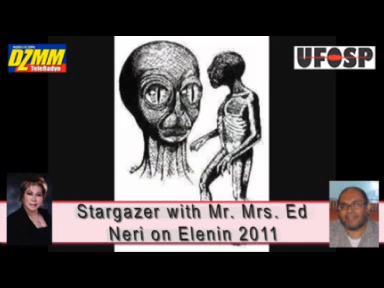 DZMM
TeleRadyo
UFOSP
Stargazer with Mr. Mrs. Ed
Neri on Elenin 2011